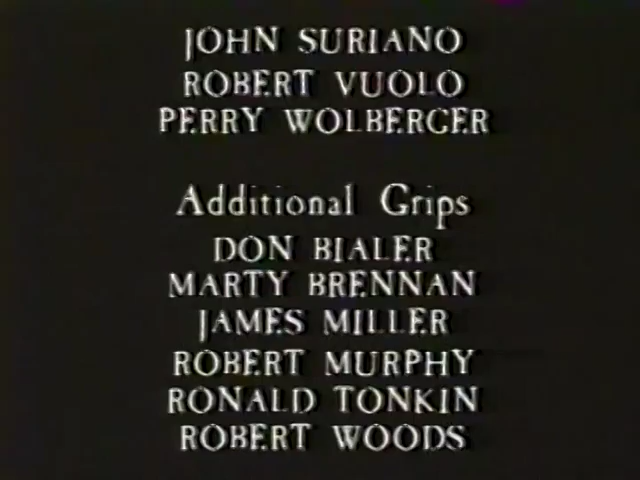 JOHN SURIANO
ROBERT VUOLO
PERRY WOLBERGER
Additional Grips
DON BIALER
MARTY BRENNAN
JAMES MILLER
ROBERT MURPHY
RONALD TONKIN
ROBERT WOODS